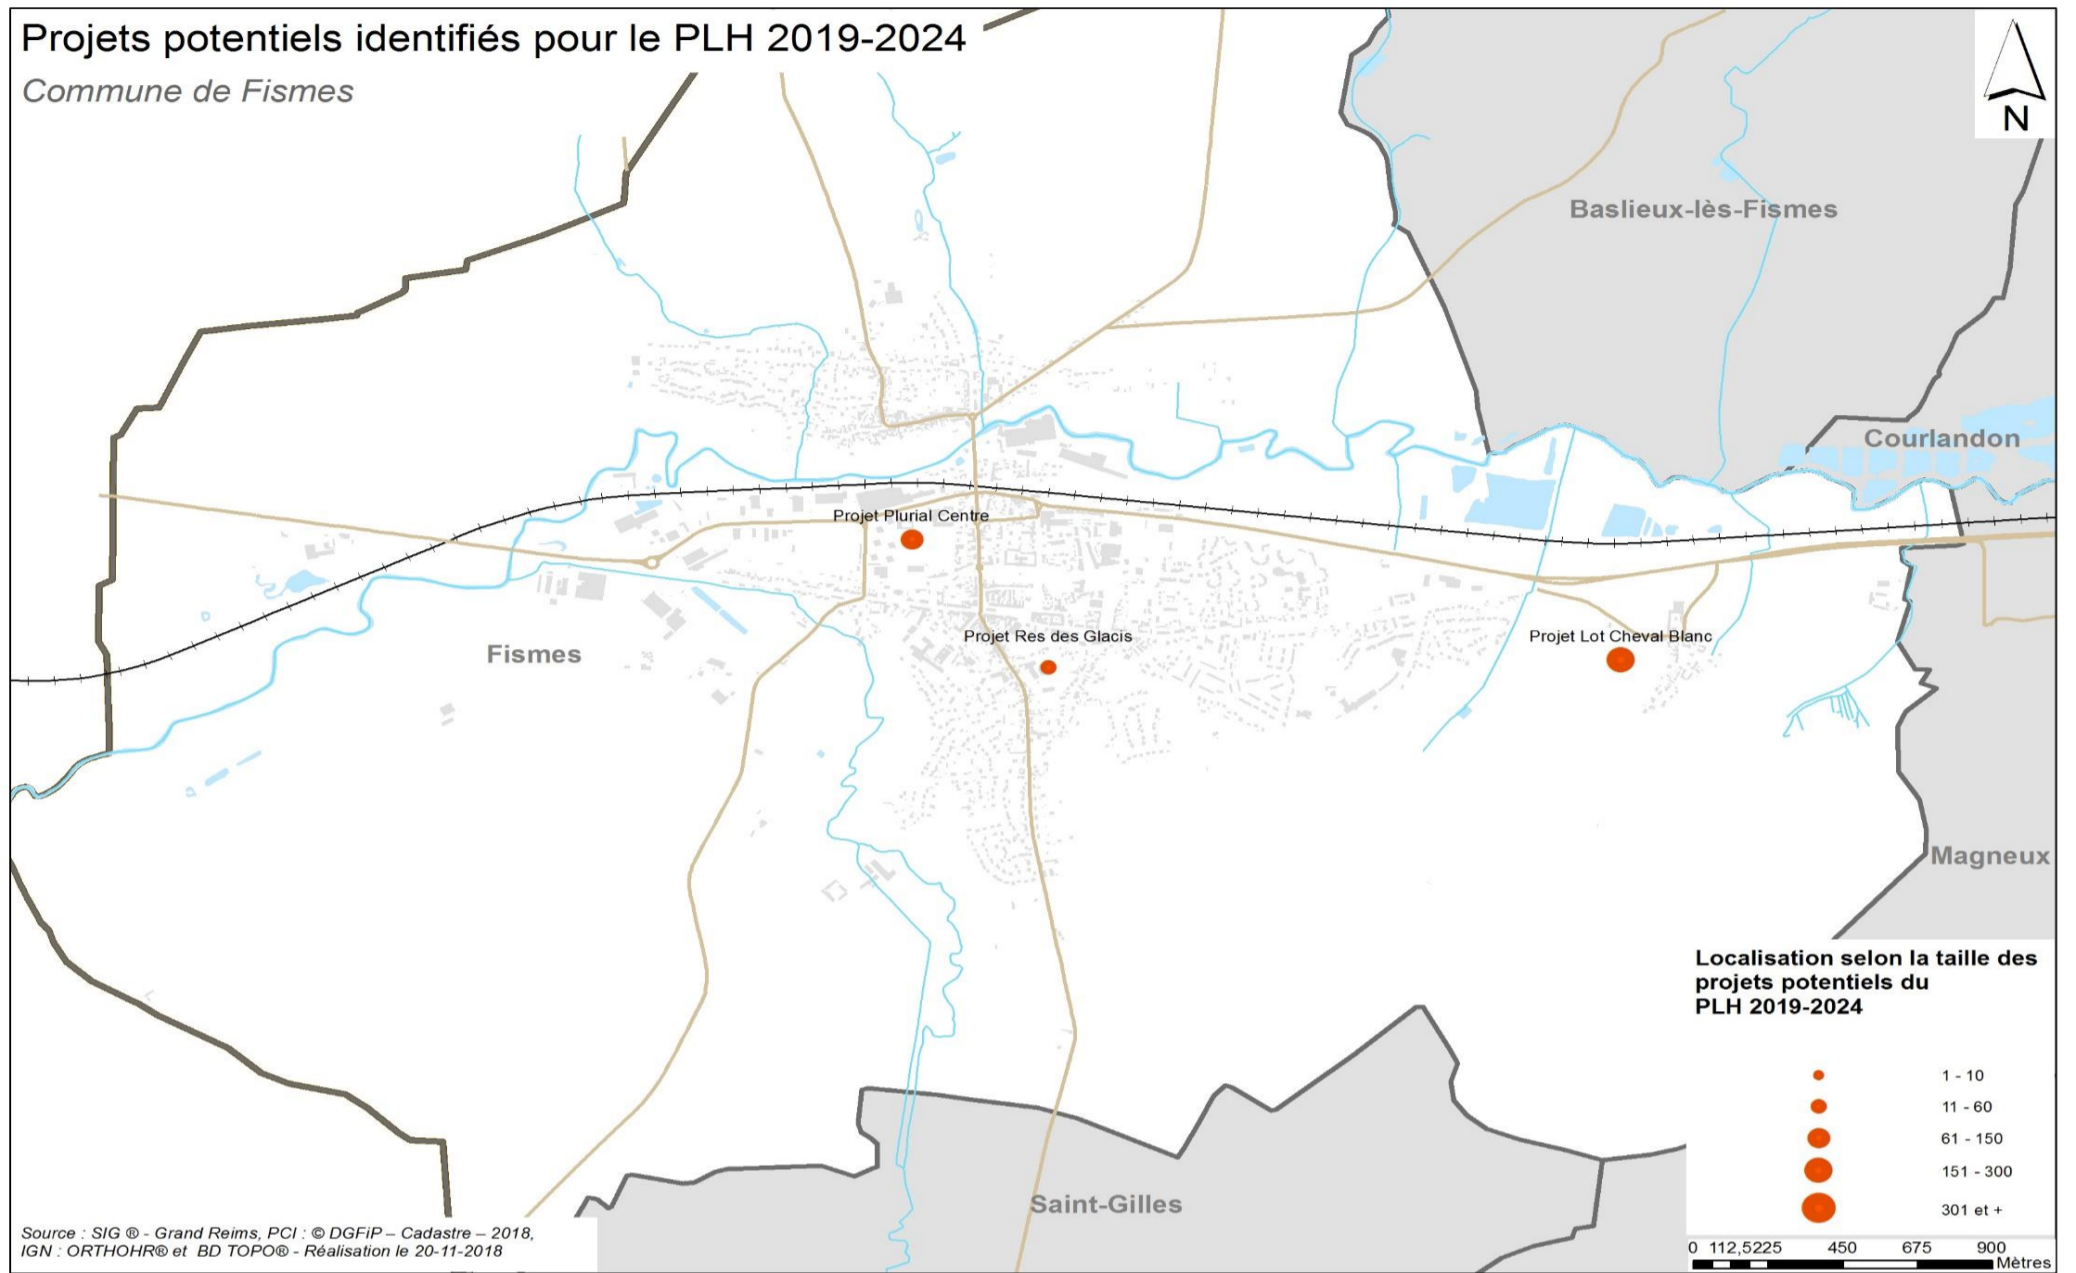 Projets potentiels identifiés pour le PLH 2019-2024
Commune de Fismes
N
Baslieux-lès-Fismes
Courlandon
Projet Plurial Centre
Projet Res des Glacis
Projet Lot Cheval Blanc
Fismes
Magneux
Localisation selon la taille des
projets potentiels du
PLH 2019-2024
1 - 10
11 - 60
61 - 150
151 - 300
301 et +
Saint-Gilles
Source : SIG ® - Grand Reims, PCI : © DGFiP – Cadastre – 2018,
IGN : ORTHOHR® et BD TOPO® - Réalisation le 20-11-2018
0 112,5225 450 675 900
Mètres